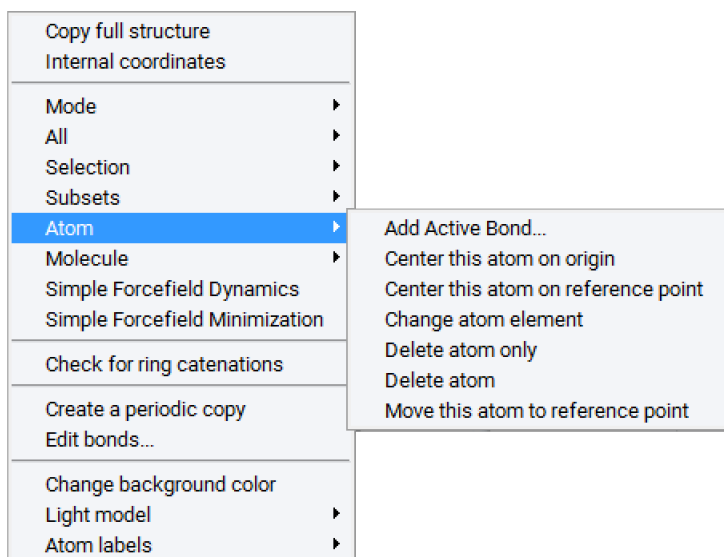 Copy full structure
Internal coordinates
Mode
All
Selection
Subsets
Atom
Molecule
Simple Forcefield Dynamics
Simple Forcefield Minimization
Check for ring catenations
Create a periodic copy
Edit bonds...
Change background color
Light model
Atom labels
Add Active Bond...
Center this atom on origin
Center this atom on reference point
Change atom element
Delete atom only
Delete atom
Move this atom to reference point